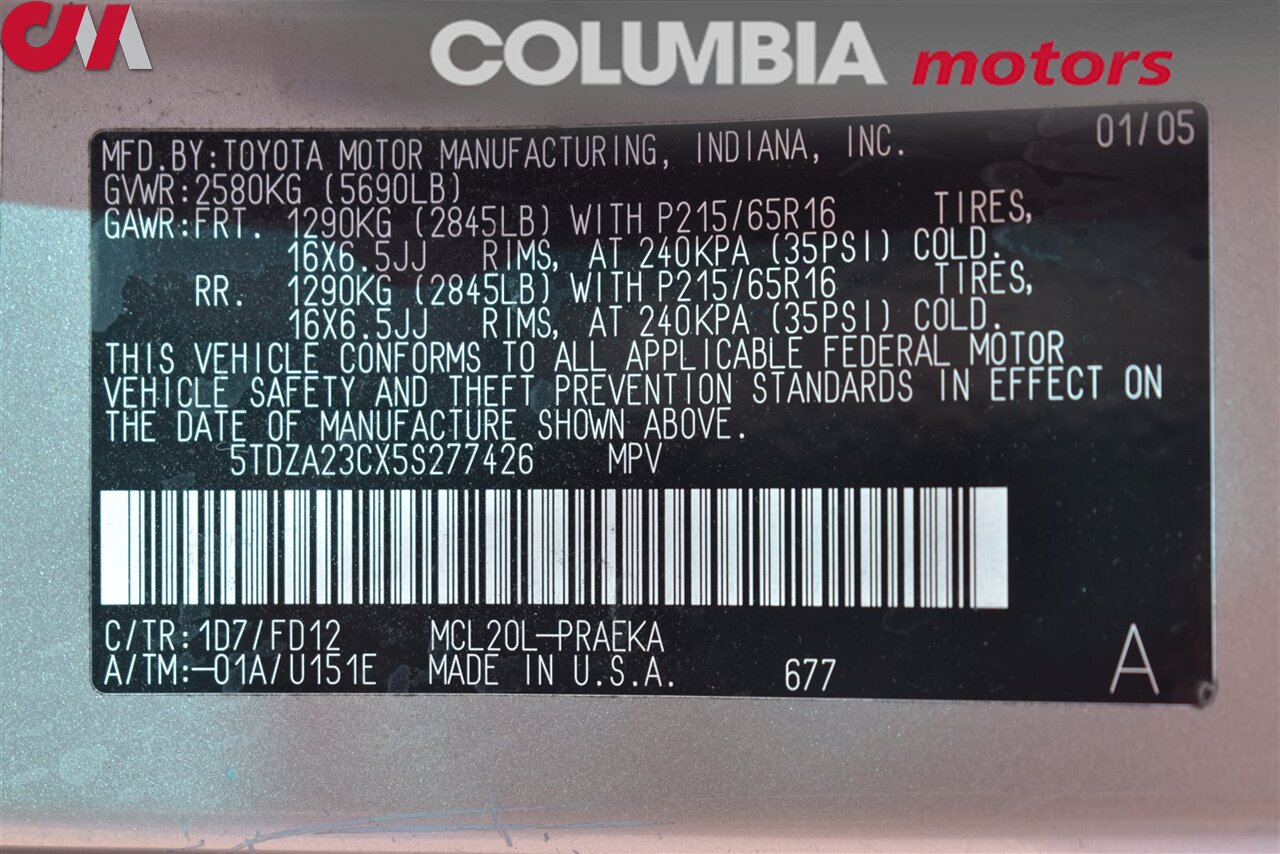 CM
COLUMBIA motors
MFD.BY:TOYOTA MOTOR MANUFACTURING, INDIANA, INC. 01/05
GVWR:2580KG (5690LB)
GAWR:FRT. 1290KG (2845LB) WITH P215/65R16 TIRES,
16X6.5JJ RIMS, AT 240KPA (35PSI) COLD.
RR. 1290KG (2845LB) WITH P215/65R16 TIRES,
16X6.5JJ RIMS, AT 240KPA (35PSI) COLD.
THIS VEHICLE CONFORMS TO ALL APPLICABLE FEDERAL MOTOR
VEHICLE SAFETY AND THEFT PREVENTION STANDARDS IN EFFECT ON
THE DATE OF MANUFACTURE SHOWN ABOVE.
5TDZA23CX5S277426 MPV
C/TR:1D7/FD12 MCL20L-PRAEKA
A/TM:-01A/U151E MADE IN U.S.A. 677 A